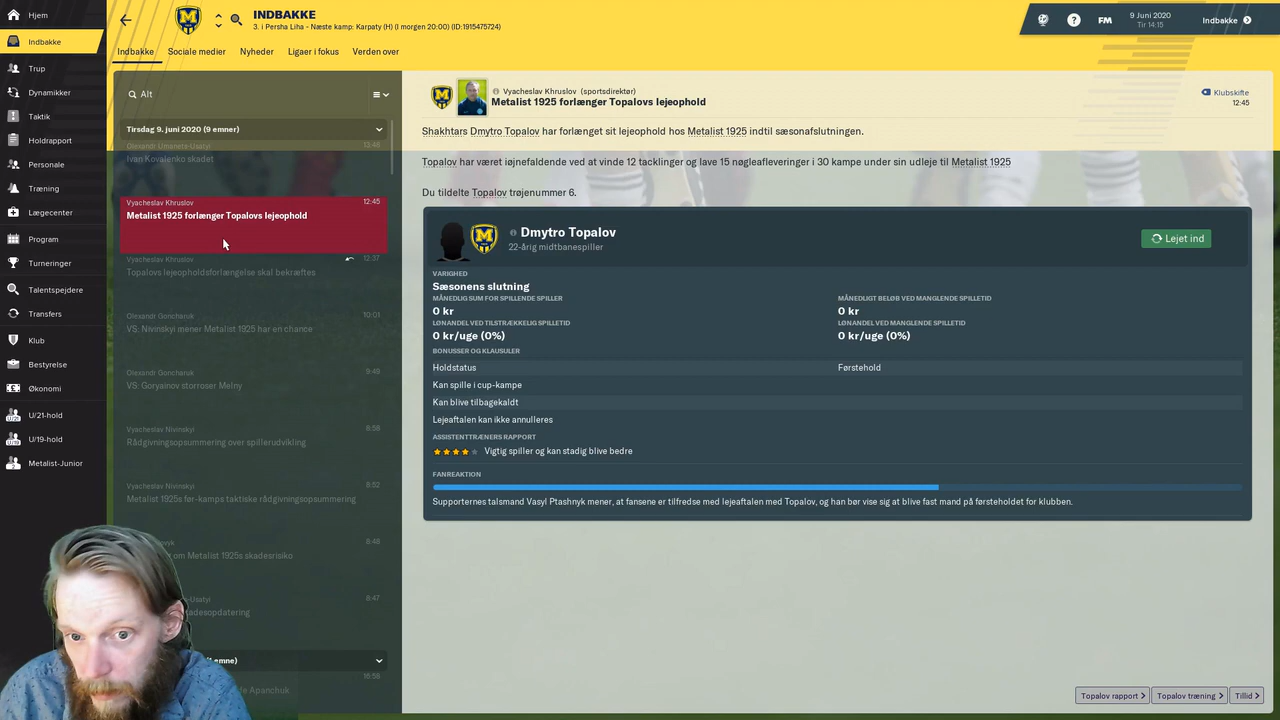 Hjem
Indbakke
Trup
Dynamikker
Taktik
Holdrapport
Personale
Træning
Lægecenter
Program
Turneringer
Talentspejdere
Transfers
Klub
Bestyrelse
Økonomi
U/21-hold
U/19-hold
Metalist-Junior
INDBAKKE
3. i Persha Liha - Næste kamp: Karpaty (H) (I morgen 20:00) (ID:1915475724)
FM
9 Juni 2020
Tir 14:15
Indbakke
Indbakke
Sociale medier
Nyheder
Ligaer i fokus
Verden over
Alt
Tirsdag 9. juni 2020 (9 emner)
Olexandr Umanets-Usatyi 12:48
Ivan Kovalenko skadet
Vyacheslav Khruslov 12:45
Metalist 1925 forlænger Topalovs lejeophold
Vyacheslav Khruslov 12:37
Topalovs lejeopholdsforlængelse skal bekræftes
Olexandr Goncharuk 10:01
VS: Nivinskyi mener Metalist 1925 har en chance
Olexandr Goncharuk 9:49
VS: Goryainov storroser Melny
Vyacheslav Nivinskyi 8:58
Rådgivningsopsummering over spillerudvikling
Vyacheslav Nivinskyi 8:52
Metalist 1925s før-kamps taktiske rådgivningsopsummering
8:48
om Metalist 1925s skadesrisiko
8:47
16:58
Apanchuk
Vyacheslav Khruslov (sportsdirektør)
Metalist 1925 forlænger Topalovs lejeophold
Klubskifte
12:45
Shakhtars Dmytro Topalov har forlænget sit lejeophold hos Metalist 1925 indtil sæsonafslutningen.
Topalov har været iøjnefaldende ved at vinde 12 tacklinger og lave 15 nøgleafleveringer i 30 kampe under sin udleje til Metalist 1925
Du tildelte Topalov trøjenummer 6.
Dmytro Topalov
22-årig midtbanespiller
Lejet ind
VARIGHED
Sæsonens slutning
MÅNEDLIG SUM FOR SPILLENDE SPILLER
0 kr
MÅNEDLIGT BELØB VED MANGLENDE SPILLETID
0 kr
LØNANDEL VED TILSTRÆKKELIG SPILLETID
0 kr/uge (0%)
LØNANDEL VED MANGLENDE SPILLETID
0 kr/uge (0%)
BONUSSER OG KLAUSULER
Holdstatus Førstehold
Kan spille i cup-kampe
Kan blive tilbagekaldt
Lejeaftalen kan ikke annulleres
ASSISTENTTRÆNERS RAPPORT
Vigtig spiller og kan stadig blive bedre
FANREAKTION
Supporternes talsmand Vasyl Ptashnyk mener, at fansene er tilfredse med lejeaftalen med Topalov, og han bør vise sig at blive fast mand på førsteholdet for klubben.
Topalov rapport
Topalov træning
Tillid